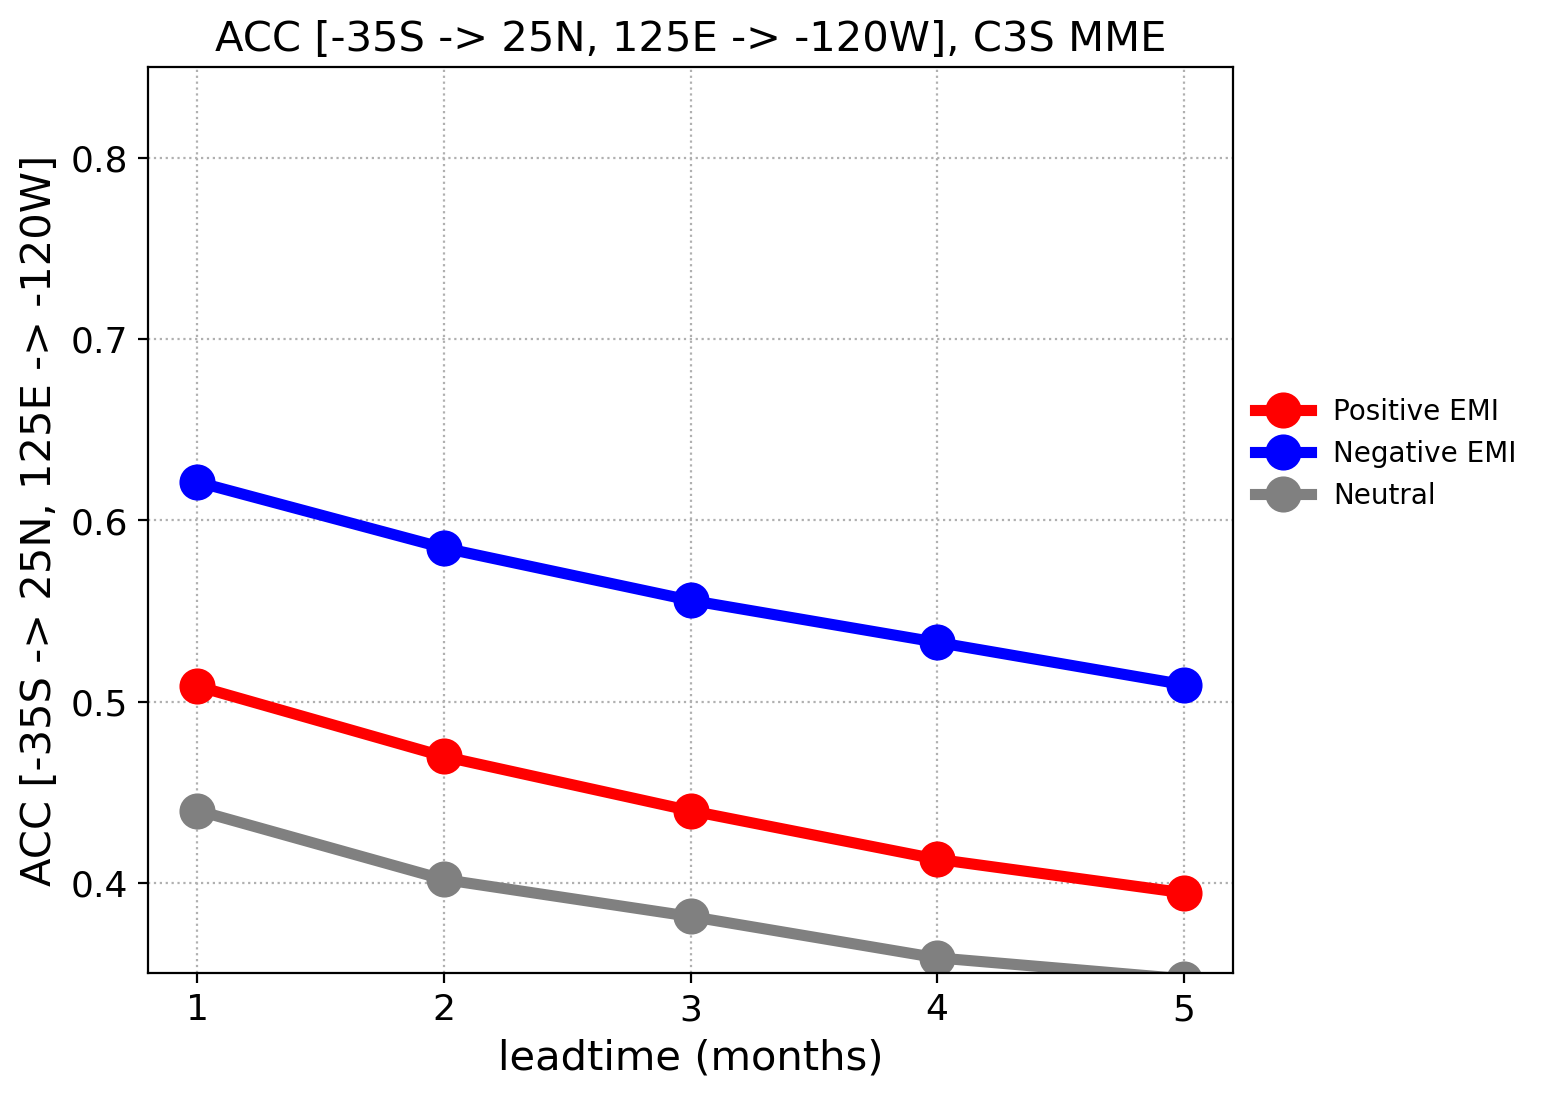 ACC [-35S -> 25N, 125E -> -120W], C3S MME
ACC [-35S -> 25N, 125E -> -120W]
0.8
0.7
0.6
0.5
0.4
1 2 3 4 5
leadtime (months)
Positive EMI
Negative EMI
Neutral